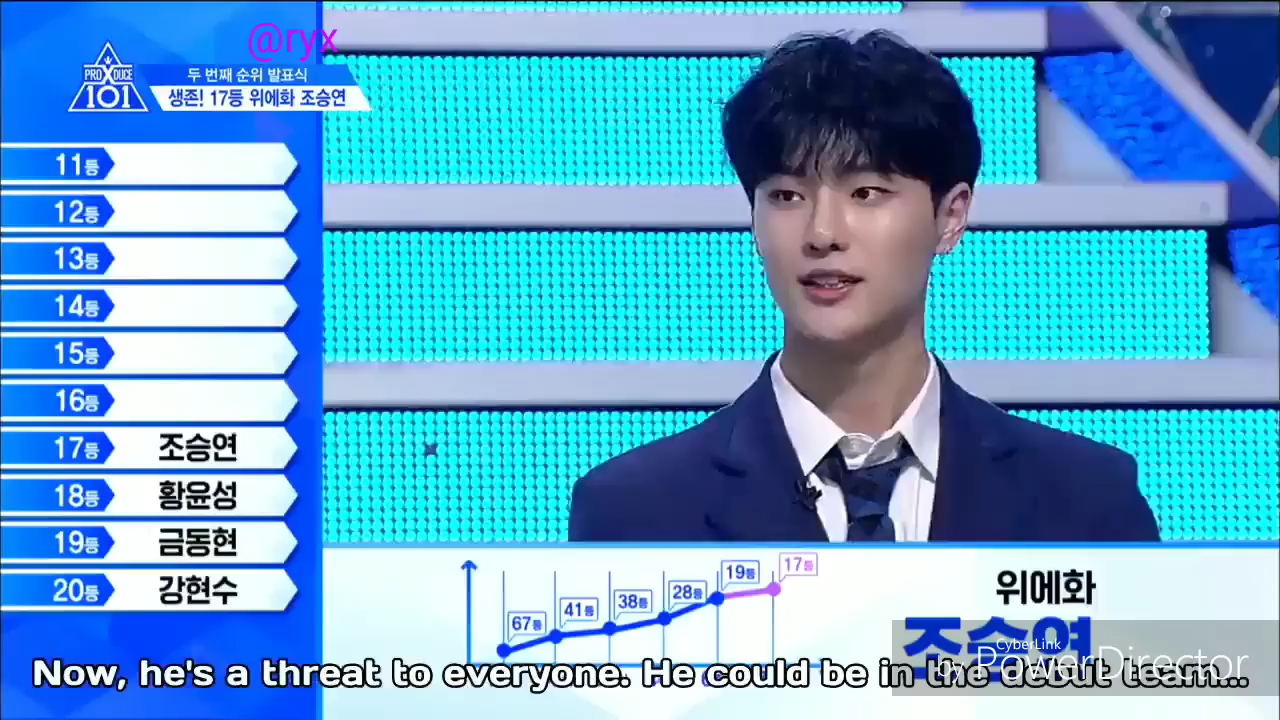 @ryx
PRODUCE
X
101
두 번째 순위 발표식
생존! 17등 위에화 조승연
11등
12등
13등
14등
15등
16등
17등 조승연
18등 황윤성
19등 금동현
20등 강현수
67등
41등
38등
28등
19등
17등
위에화
조승연
CyberLink
by PowerDirector
Now, he's a threat to everyone. He could be in the debut team...